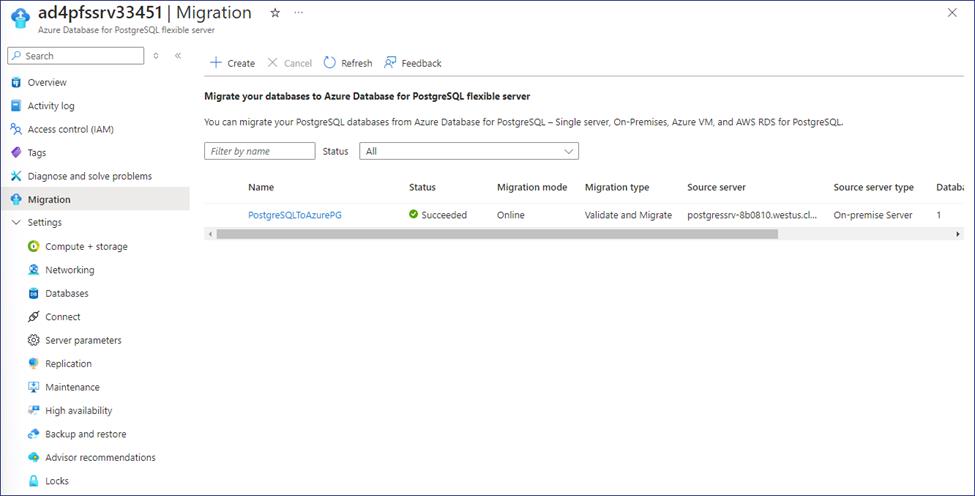 ad4pfssrv33451 | Migration ☆ ···
Azure Database for PostgreSQL flexible server
Search
Overview
Activity log
Access control (IAM)
Tags
Diagnose and solve problems
Migration
Settings
Compute + storage
Networking
Databases
Connect
Server parameters
Replication
Maintenance
High availability
Backup and restore
Advisor recommendations
Locks
Create Cancel Refresh Feedback
Migrate your databases to Azure Database for PostgreSQL flexible server
You can migrate your PostgreSQL databases from Azure Database for PostgreSQL – Single server, On-Premises, Azure VM, and AWS RDS for PostgreSQL.
Filter by name Status All
Name Status Migration mode Migration type Source server Source server type Databa
PostgreSQLToAzurePG Succeeded Online Validate and Migrate postgressrv-8b0810.westus.cl... On-premise Server 1